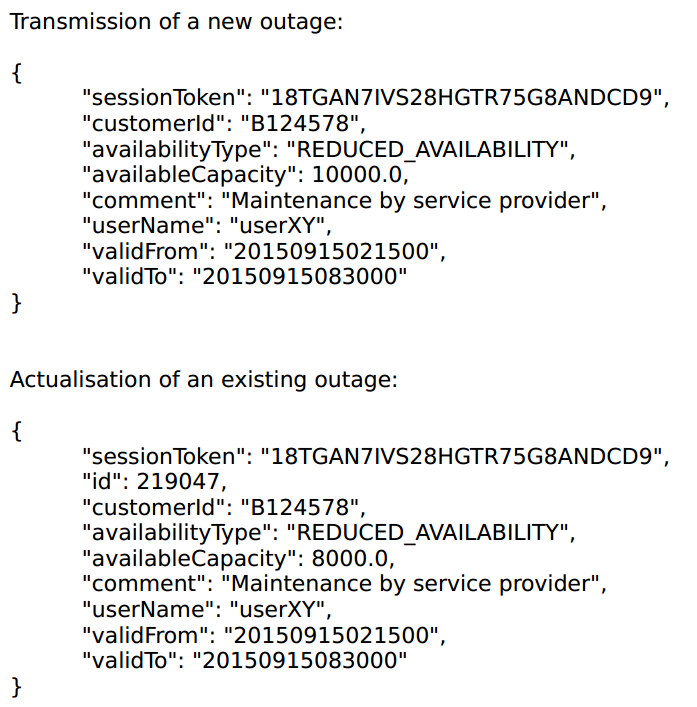 Transmission of a new outage:
{
"sessionToken": "18TGAN7IVS28HGTR75G8ANDCD9",
"customerId": "B124578",
"availabilityType": "REDUCED_AVAILABILITY",
"availableCapacity": 10000.0,
"comment": "Maintenance by service provider",
"userName": "userXY",
"validFrom": "20150915021500",
"validTo": "20150915083000"
}
Actualisation of an existing outage:
{
"sessionToken": "18TGAN7IVS28HGTR75G8ANDCD9",
"id": 219047,
"customerId": "B124578",
"availabilityType": "REDUCED_AVAILABILITY",
"availableCapacity": 8000.0,
"comment": "Maintenance by service provider",
"userName": "userXY",
"validFrom": "20150915021500",
"validTo": "20150915083000"
}